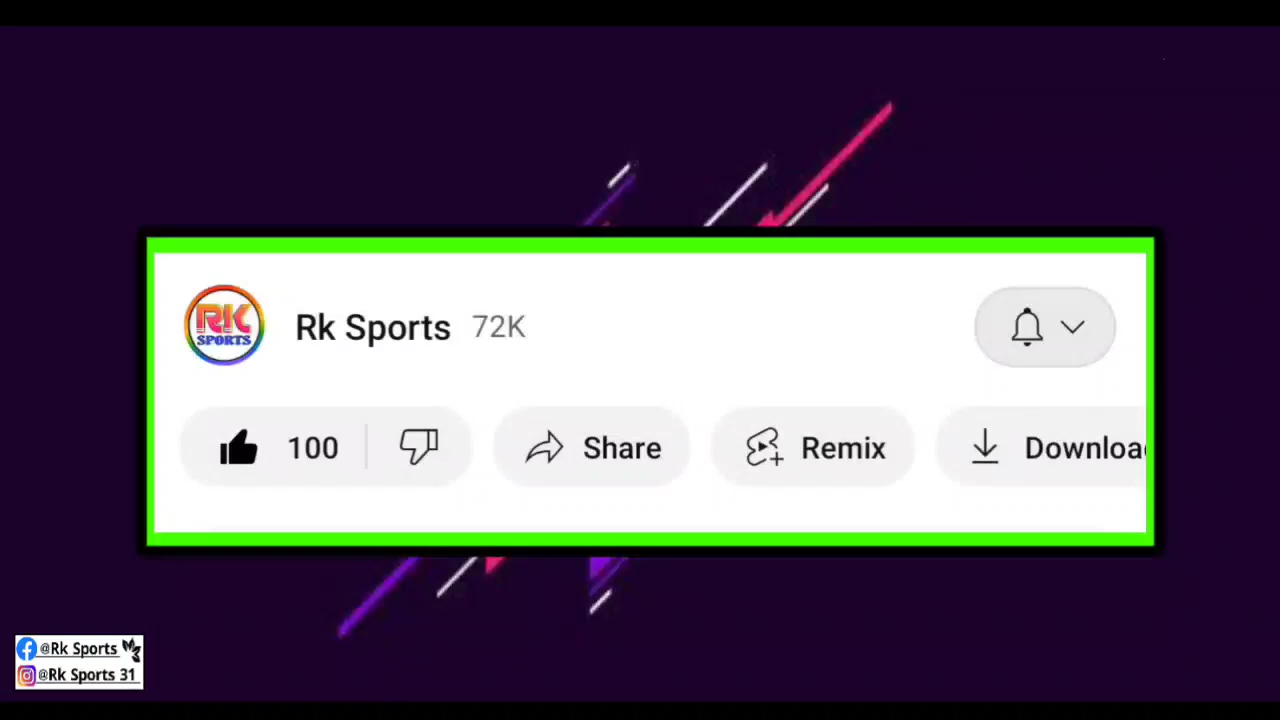 RK
SPORTS
Rk Sports 72K
100 Share Remix Downloa
@Rk Sports
@Rk Sports 31